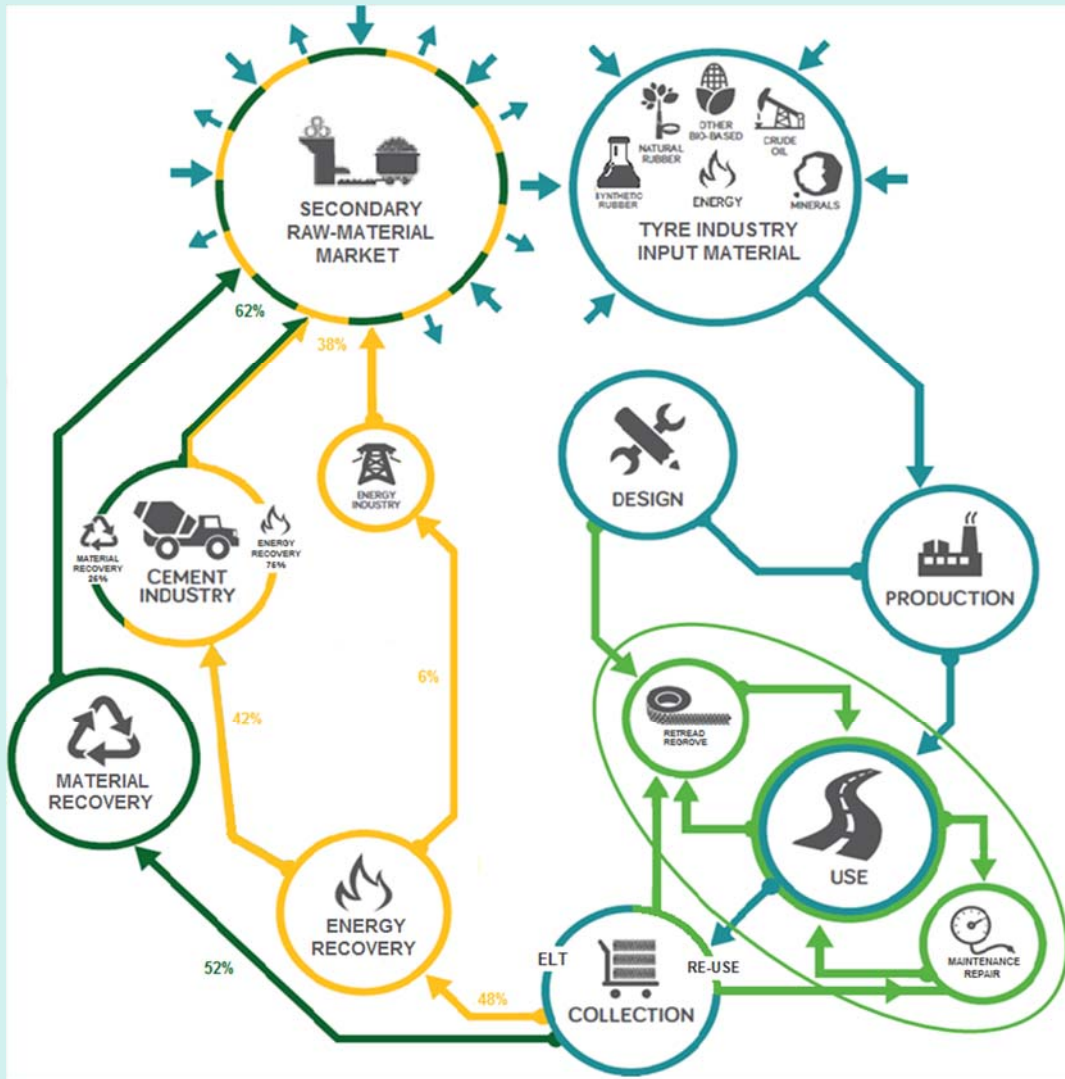 SECONDARY
RAW-MATERIAL
MARKET
NATURAL
RUBBER
OTHER
BIO-BASED
CRUDE
OIL
SYNTHETIC
RUBBER
ENERGY
MINERALS
TYRE INDUSTRY
INPUT MATERIAL
62%
38%
ENERGY
INDUSTRY
DESIGN
MATERIAL
RECOVERY
ENERGY
RECOVERY
CEMENT
INDUSTRY
PRODUCTION
6%
42%
RETREAD
REGROVE
MATERIAL
RECOVERY
USE
ENERGY
RECOVERY
ELT
RE-USE
MAINTENANCE
REPAIR
52%
48%
COLLECTION